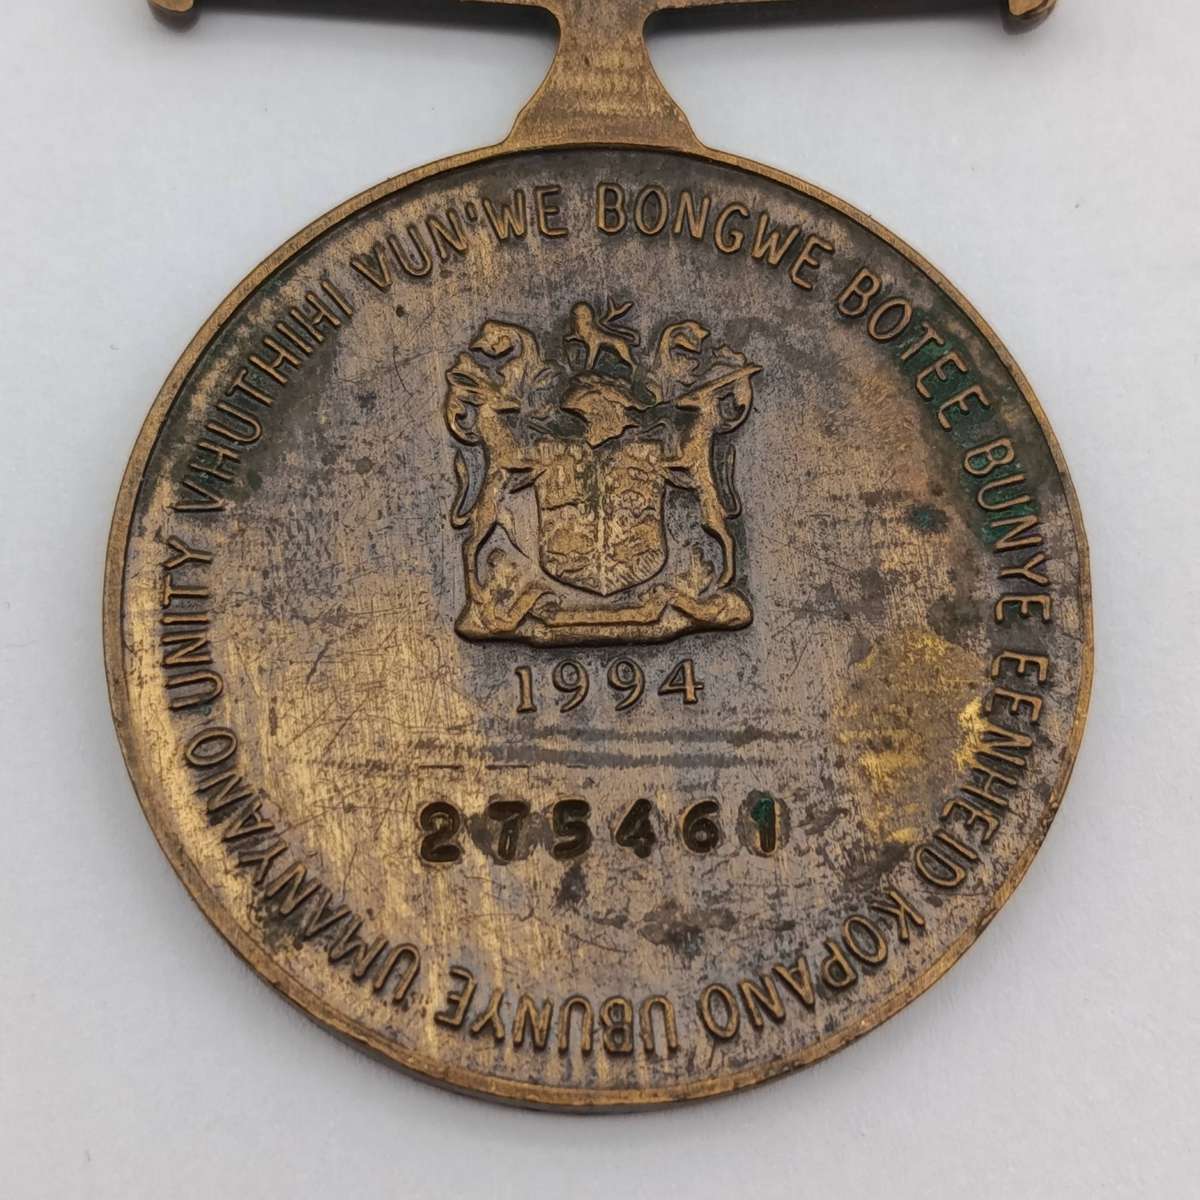 VHUTHIHI VUN'WE BONGWE BOTEE BUNYE EENHEID KOPANO UBUNYE UMANYANO UNITY
1994
275461